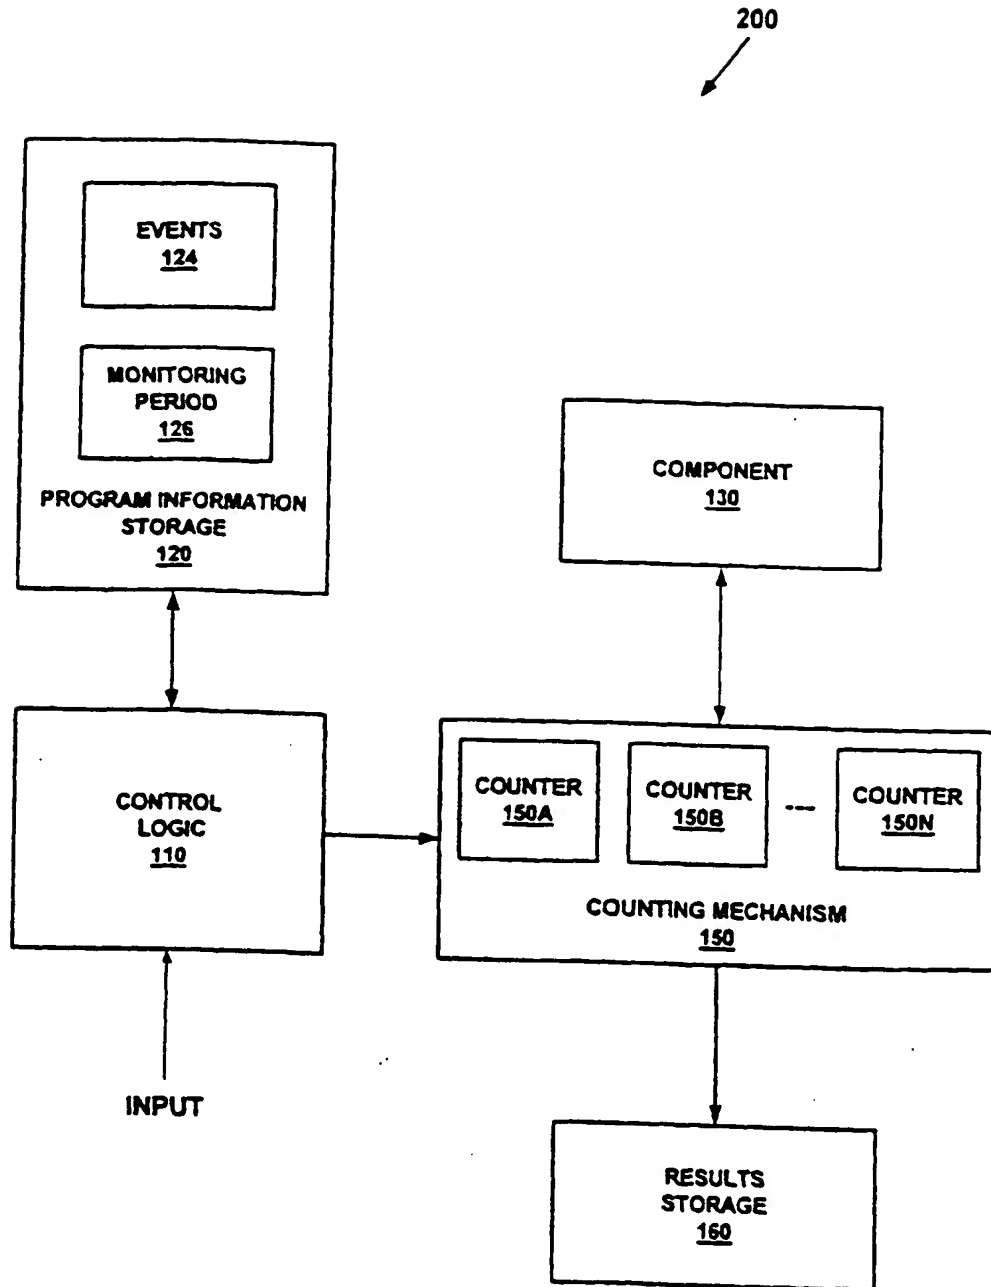 200
EVENTS
124
MONITORING
PERIOD
126
PROGRAM INFORMATION
STORAGE
120
COMPONENT
130
CONTROL
LOGIC
110
COUNTER
150A
COUNTER
150B
---
COUNTER
150N
COUNTING MECHANISM
150
INPUT
RESULTS
STORAGE
160